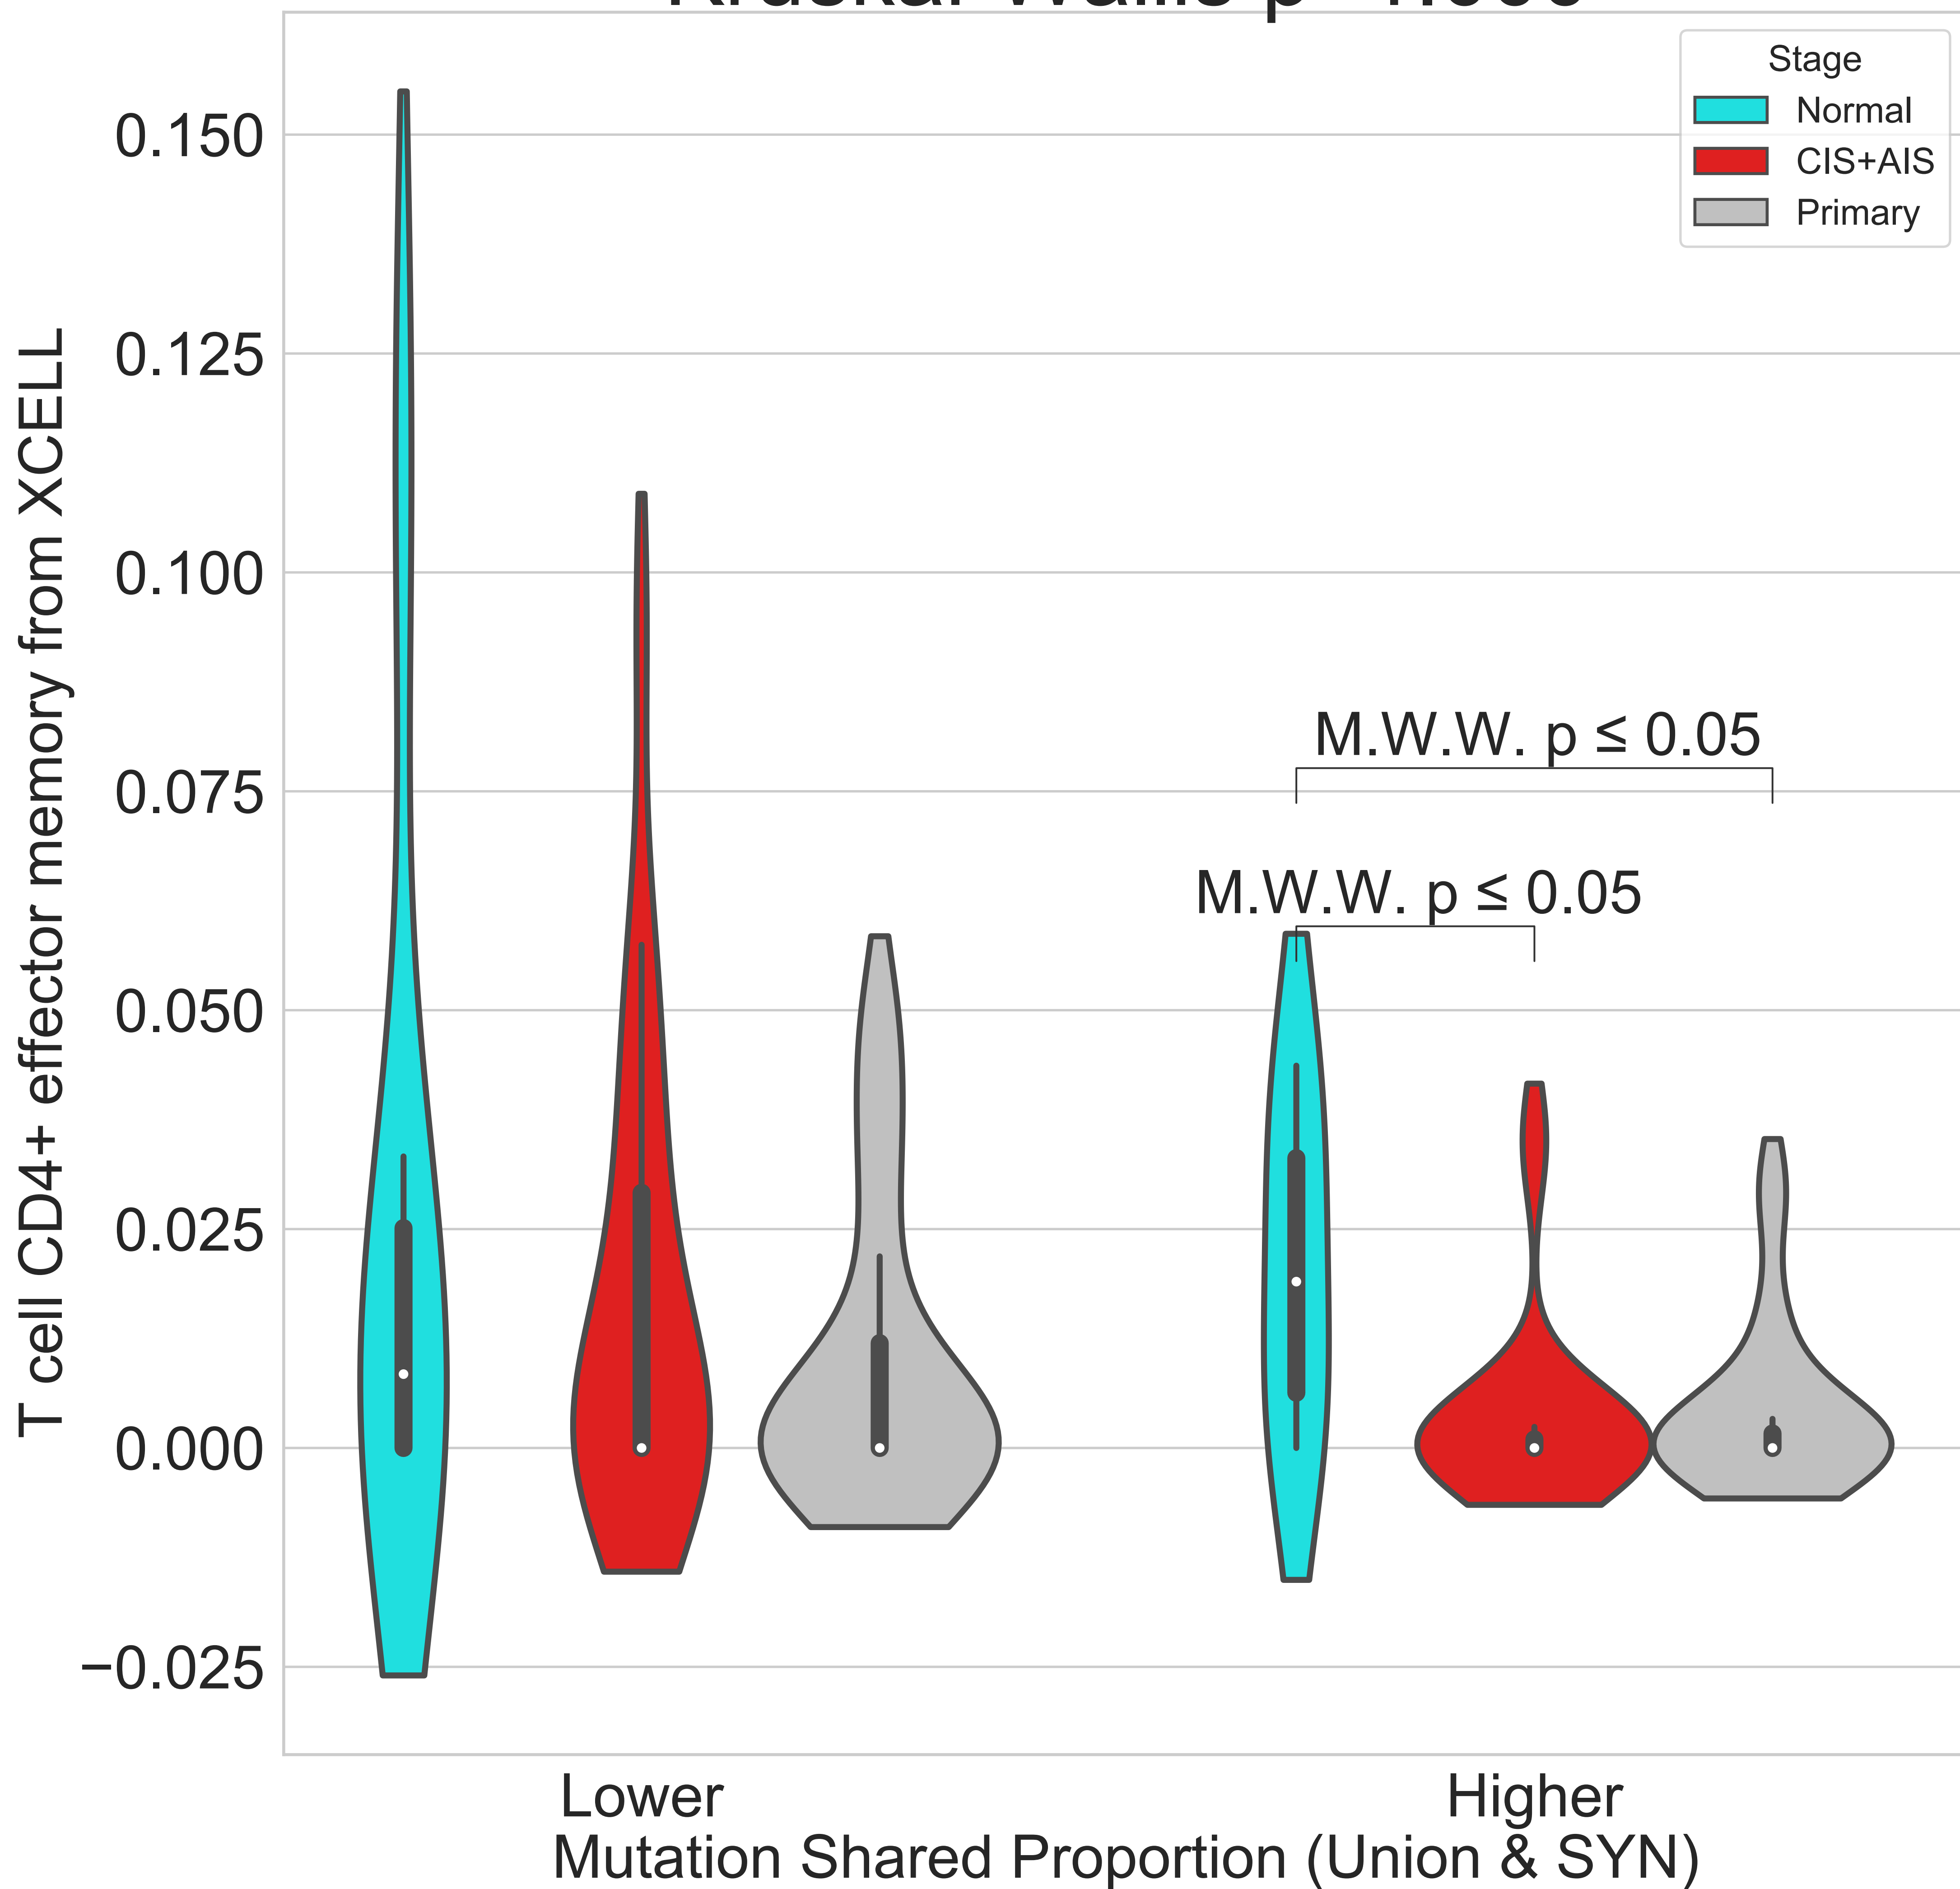 Stage
Normal
CIS+AIS
Primary
0.150
0.125
0.100
0.075
0.050
0.025
0.000
−0.025
T cell CD4+ effector memory from XCELL
M.W.W. p ≤ 0.05
M.W.W. p ≤ 0.05
Lower
Higher
Mutation Shared Proportion (Union & SYN)